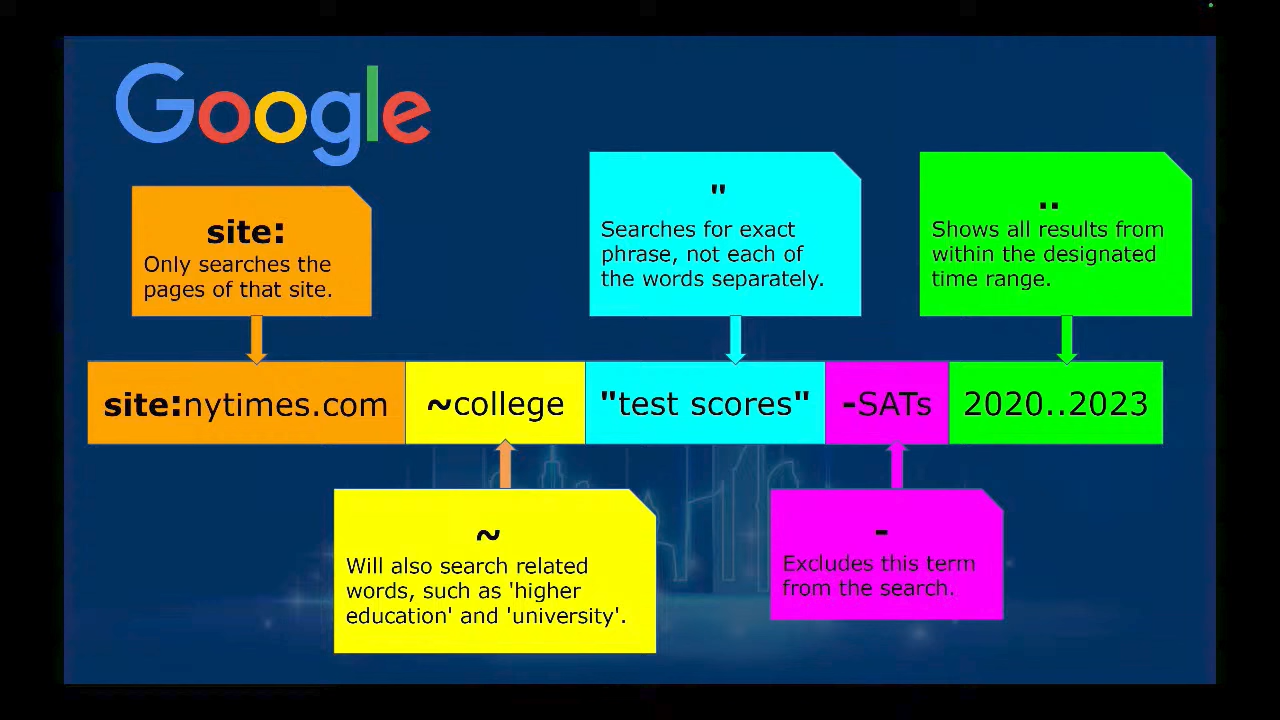 Google
site:
Only searches the
pages of that site.
"
Searches for exact
phrase, not each of
the words separately.
..
Shows all results from
within the designated
time range.
site:nytimes.com ~college "test scores" -SATs 2020..2023
~
Will also search related
words, such as 'higher
education' and 'university'.
-
Excludes this term
from the search.